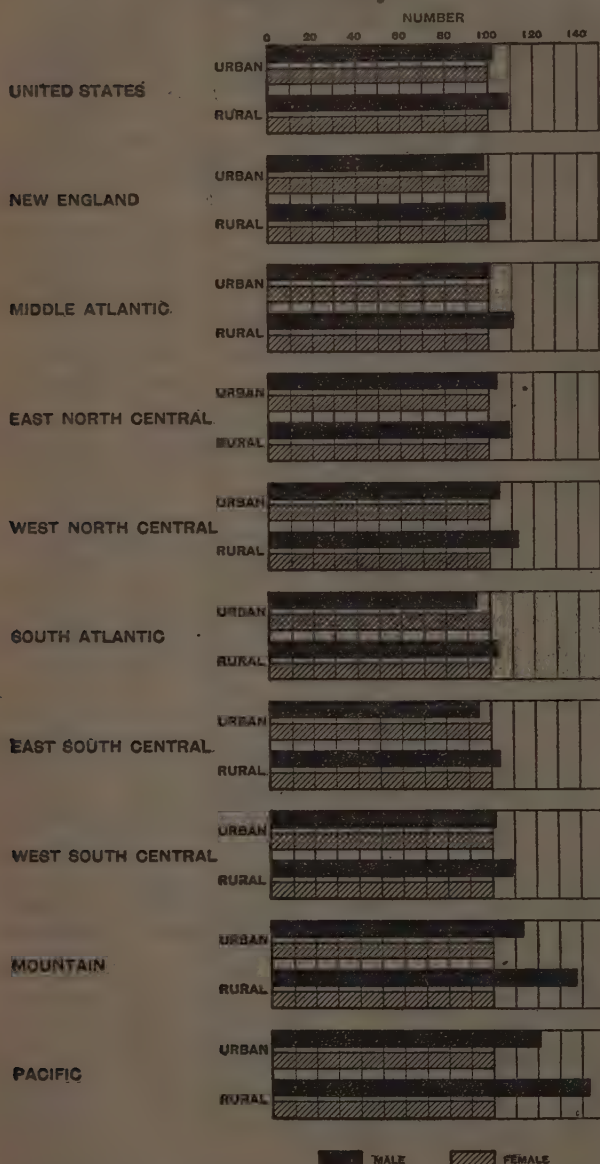 NUMBER
0 20 40 60 80 100 120 140
UNITED STATES
URBAN
RURAL
NEW ENGLAND
URBAN
RURAL
MIDDLE ATLANTIC
URBAN
RURAL
EAST NORTH CENTRAL
URBAN
RURAL
WEST NORTH CENTRAL
URBAN
RURAL
SOUTH ATLANTIC
URBAN
RURAL
EAST SOUTH CENTRAL
URBAN
RURAL
WEST SOUTH CENTRAL
URBAN
RURAL
MOUNTAIN
URBAN
RURAL
PACIFIC
URBAN
RURAL
MALE FEMALE